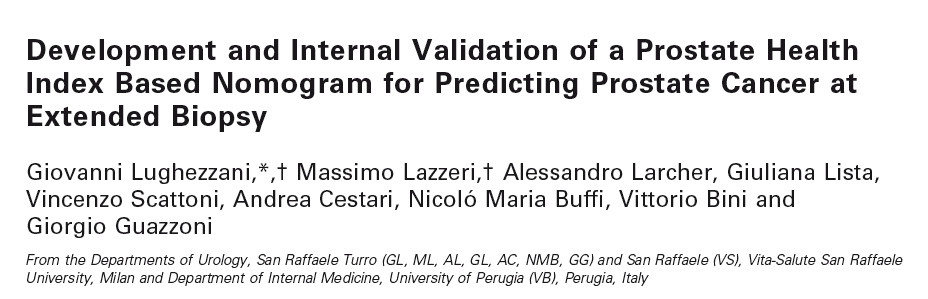 Development and Internal Validation of a Prostate Health
Index Based Nomogram for Predicting Prostate Cancer at
Extended Biopsy
Giovanni Lughezzani,*,† Massimo Lazzeri,† Alessandro Larcher, Giuliana Lista,
Vincenzo Scattoni, Andrea Cestari, Nicoló Maria Buffi, Vittorio Bini and
Giorgio Guazzoni
From the Departments of Urology, San Raffaele Turro (GL, ML, AL, GL, AC, NMB, GG) and San Raffaele (VS), Vita-Salute San Raffaele
University, Milan and Department of Internal Medicine, University of Perugia (VB), Perugia, Italy